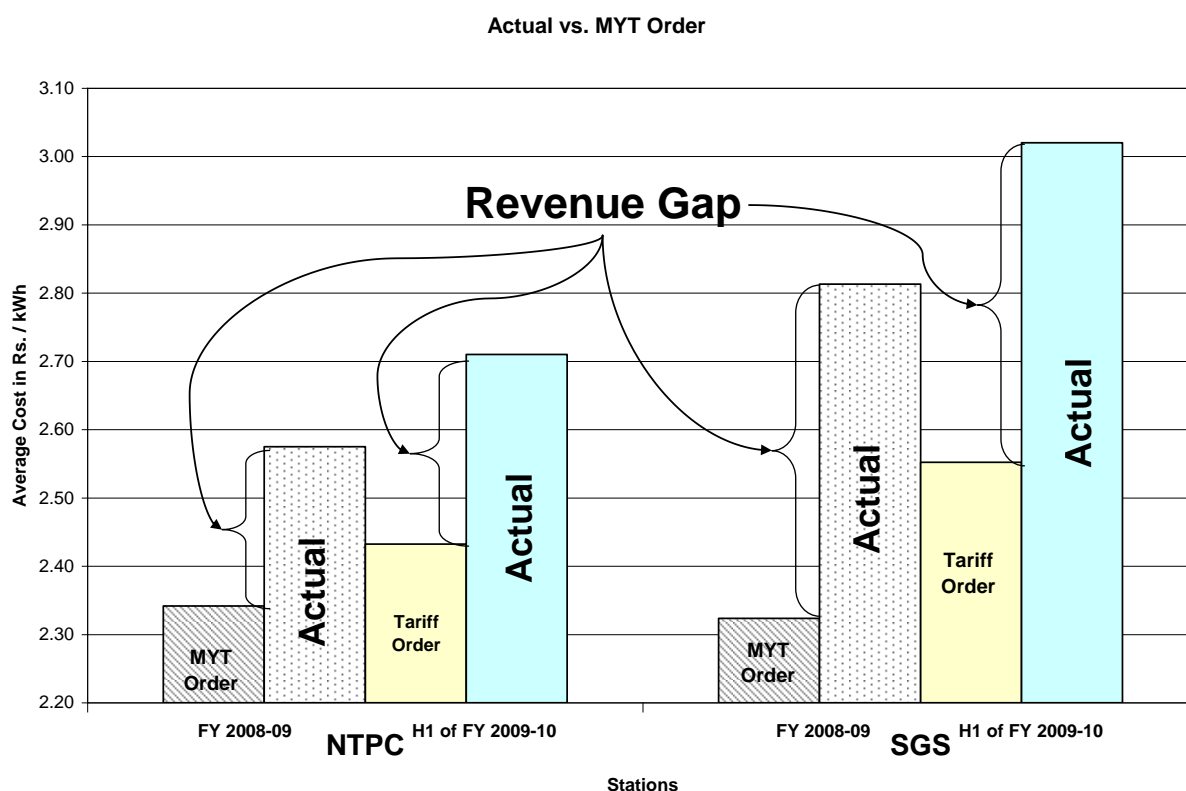 Actual vs. MYT Order
3.10
3.00
2.90
2.80
2.70
2.60
2.50
2.40
2.30
2.20
Average Cost in Rs. / kWh
Revenue Gap
MYT
Order
Actual
Tariff
Order
Actual
MYT
Order
Actual
Tariff
Order
Actual
FY 2008-09
H1 of FY 2009-10
FY 2008-09
H1 of FY 2009-10
NTPC
SGS
Stations